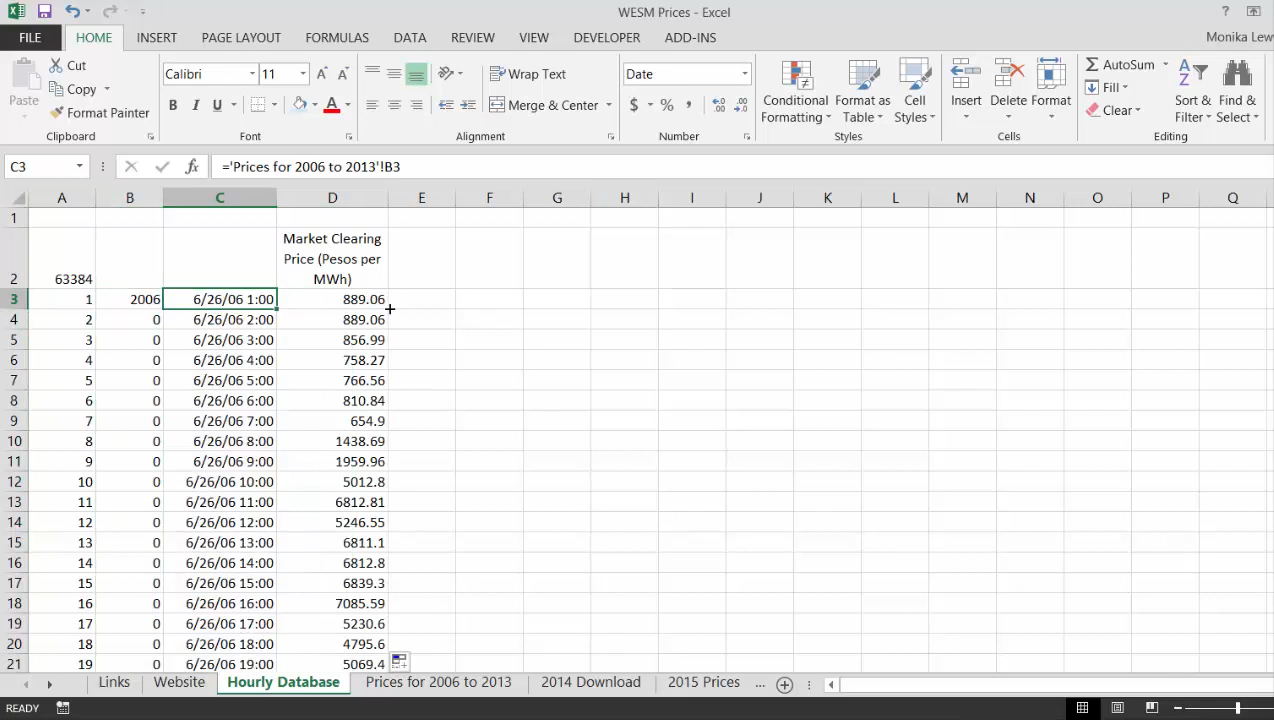 WESM Prices - Excel
?
FILE HOME INSERT PAGE LAYOUT FORMULAS DATA REVIEW VIEW DEVELOPER ADD-INS Monika Lew
Paste
Cut
Copy
Format Painter
Clipboard
Calibri 11
B I U
Font
Wrap Text
Merge & Center
Alignment
Date
$ % ,
Number
Conditional Formatting
Format as Table
Cell Styles
Styles
Insert Delete Format
Cells
AutoSum
Fill
Clear
Sort & Filter
Find & Select
Editing
C3 fx ='Prices for 2006 to 2013'!B3
A B C D E F G H I J K L M N O P Q
1
Market Clearing
Price (Pesos per
2 63384 MWh)
3 1 2006 6/26/06 1:00 889.06
4 2 0 6/26/06 2:00 889.06
5 3 0 6/26/06 3:00 856.99
6 4 0 6/26/06 4:00 758.27
7 5 0 6/26/06 5:00 766.56
8 6 0 6/26/06 6:00 810.84
9 7 0 6/26/06 7:00 654.9
10 8 0 6/26/06 8:00 1438.69
11 9 0 6/26/06 9:00 1959.96
12 10 0 6/26/06 10:00 5012.8
13 11 0 6/26/06 11:00 6812.81
14 12 0 6/26/06 12:00 5246.55
15 13 0 6/26/06 13:00 6811.1
16 14 0 6/26/06 14:00 6812.8
17 15 0 6/26/06 15:00 6839.3
18 16 0 6/26/06 16:00 7085.59
19 17 0 6/26/06 17:00 5230.6
20 18 0 6/26/06 18:00 4795.6
21 19 0 6/26/06 19:00 5069.4
Links Website Hourly Database Prices for 2006 to 2013 2014 Download 2015 Prices ...
READY